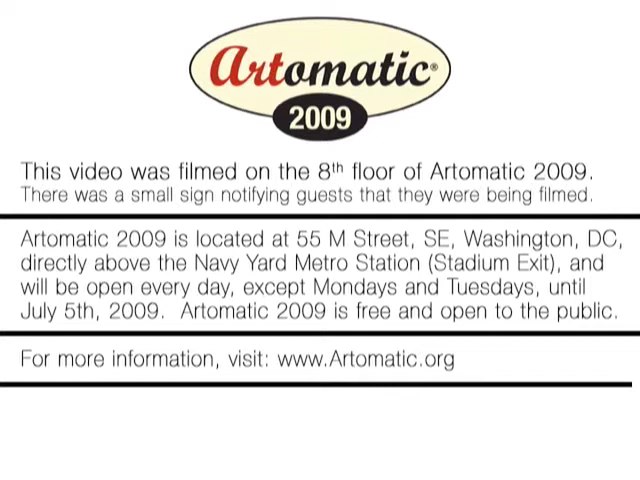 Artomatic®
2009
This video was filmed on the 8th floor of Artomatic 2009.
There was a small sign notifying guests that they were being filmed.
Artomatic 2009 is located at 55 M Street, SE, Washington, DC,
directly above the Navy Yard Metro Station (Stadium Exit), and
will be open every day, except Mondays and Tuesdays, until
July 5th, 2009.  Artomatic 2009 is free and open to the public.
For more information, visit: www.Artomatic.org